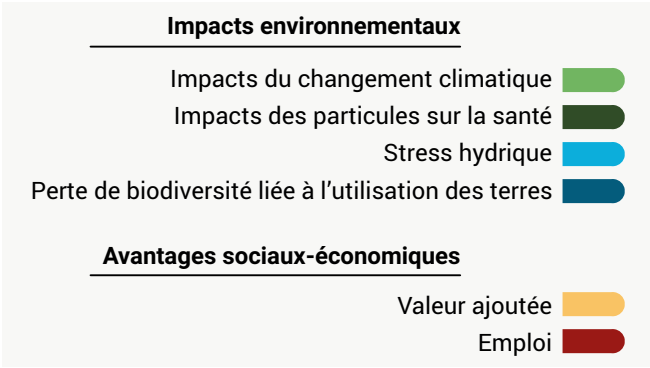 Impacts environnementaux
Impacts du changement climatique
Impacts des particules sur la santé
Stress hydrique
Perte de biodiversité liée à l’utilisation des terres
Avantages sociaux-économiques
Valeur ajoutée
Emploi